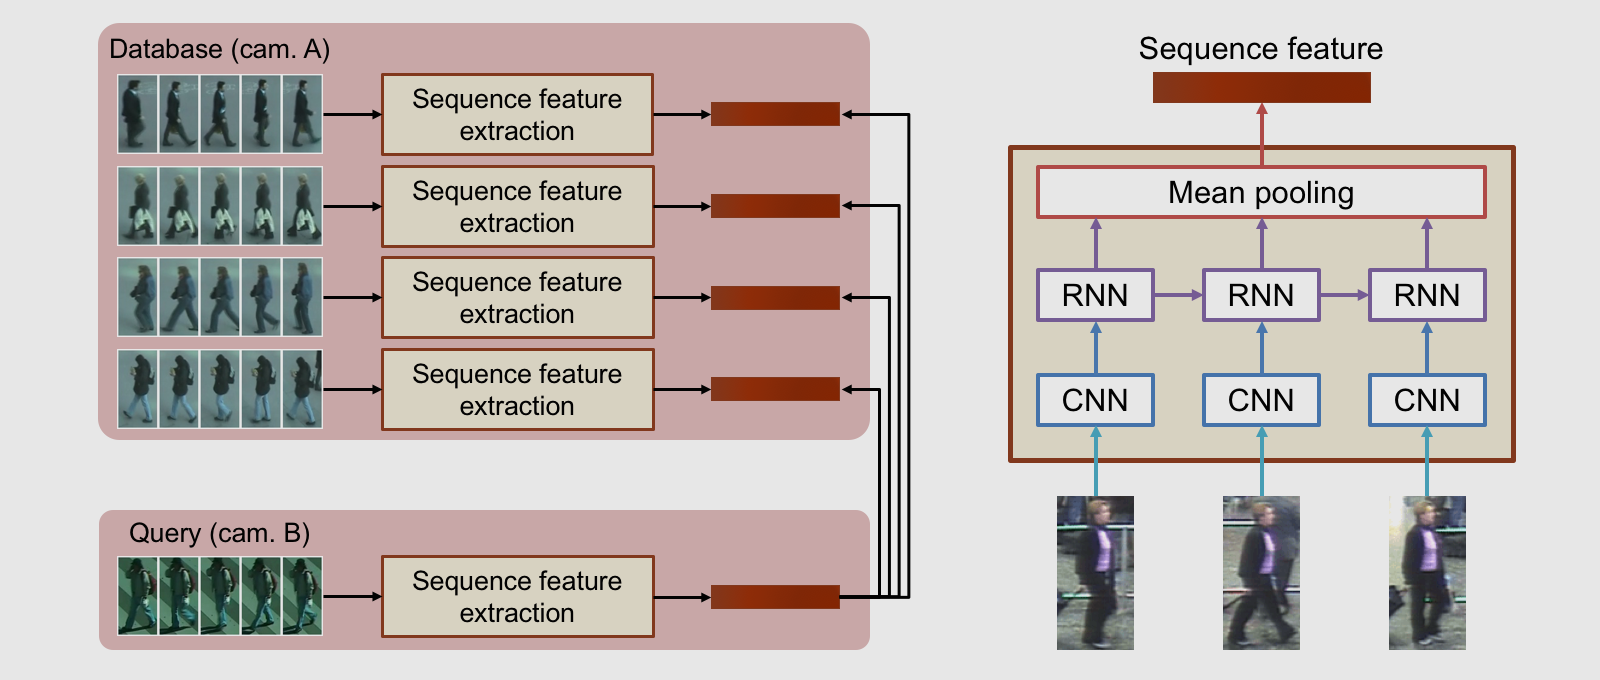 Database (cam. A)
Sequence feature
extraction
Sequence feature
extraction
Sequence feature
extraction
Sequence feature
extraction
Query (cam. B)
Sequence feature
extraction
Sequence feature
Mean pooling
RNN RNN RNN
CNN CNN CNN